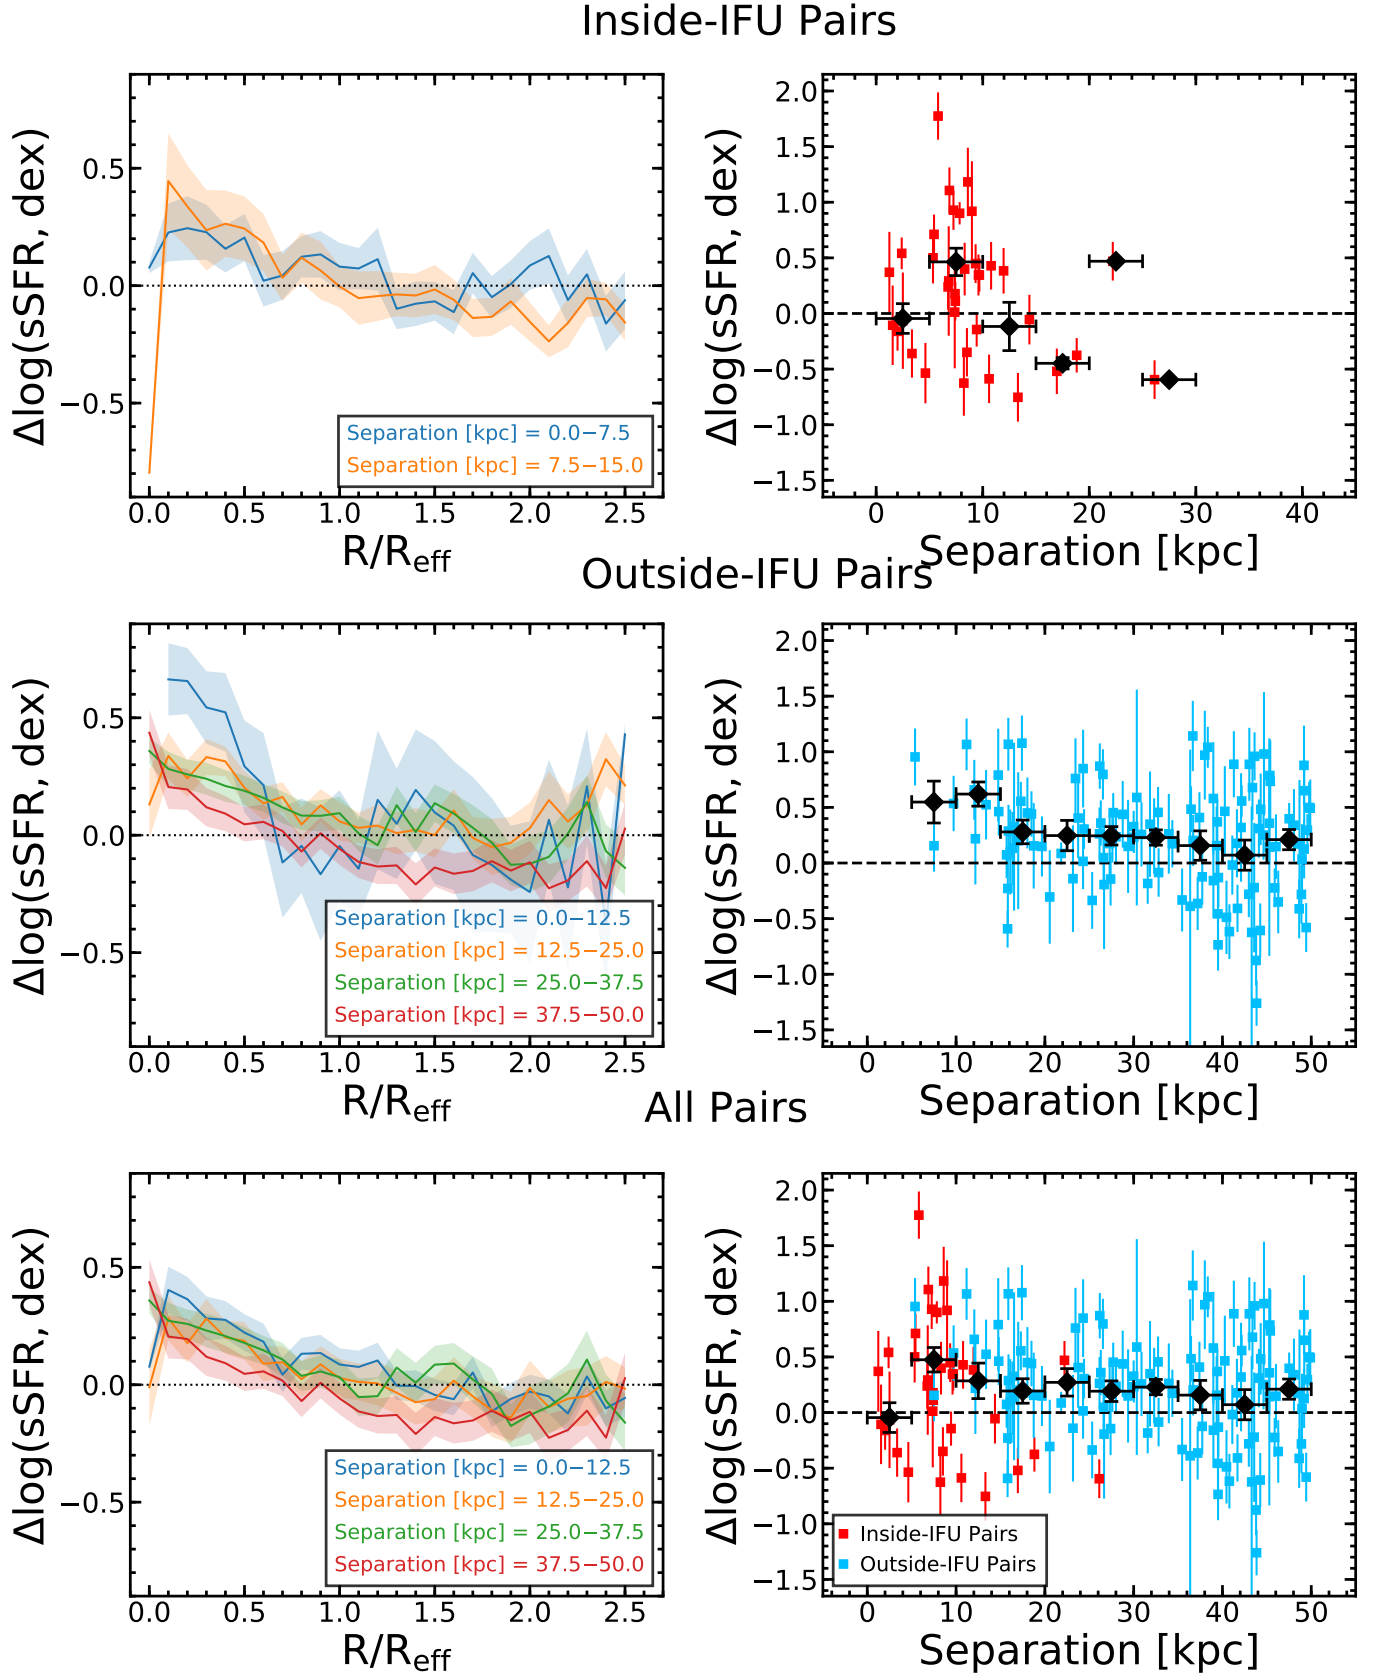 Inside-IFU Pairs
Δlog(sSFR, dex)
0.5
0.0
−0.5
Separation [kpc] = 0.0−7.5
Separation [kpc] = 7.5−15.0
0.0 0.5 1.0 1.5 2.0 2.5
R/Reff
Δlog(sSFR, dex)
2.0
1.5
1.0
0.5
0.0
−0.5
−1.0
−1.5
0 10 20 30 40
Separation [kpc]
Outside-IFU Pairs
Δlog(sSFR, dex)
0.5
0.0
−0.5
Separation [kpc] = 0.0−12.5
Separation [kpc] = 12.5−25.0
Separation [kpc] = 25.0−37.5
Separation [kpc] = 37.5−50.0
0.0 0.5 1.0 1.5 2.0 2.5
R/Reff
Δlog(sSFR, dex)
2.0
1.5
1.0
0.5
0.0
−0.5
−1.0
−1.5
0 10 20 30 40 50
Separation [kpc]
All Pairs
Δlog(sSFR, dex)
0.5
0.0
−0.5
Separation [kpc] = 0.0−12.5
Separation [kpc] = 12.5−25.0
Separation [kpc] = 25.0−37.5
Separation [kpc] = 37.5−50.0
0.0 0.5 1.0 1.5 2.0 2.5
R/Reff
Δlog(sSFR, dex)
2.0
1.5
1.0
0.5
0.0
−0.5
−1.0
−1.5
Inside-IFU Pairs
Outside-IFU Pairs
0 10 20 30 40 50
Separation [kpc]